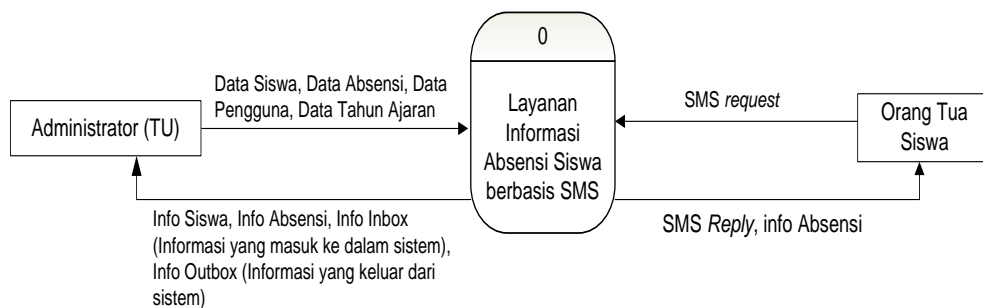 0
Data Siswa, Data Absensi, Data
Pengguna, Data Tahun Ajaran
Administrator (TU)
Layanan
Informasi
Absensi Siswa
berbasis SMS
SMS request
Orang Tua
Siswa
Info Siswa, Info Absensi, Info Inbox
(Informasi yang masuk ke dalam sistem),
Info Outbox (Informasi yang keluar dari
sistem)
SMS Reply, info Absensi